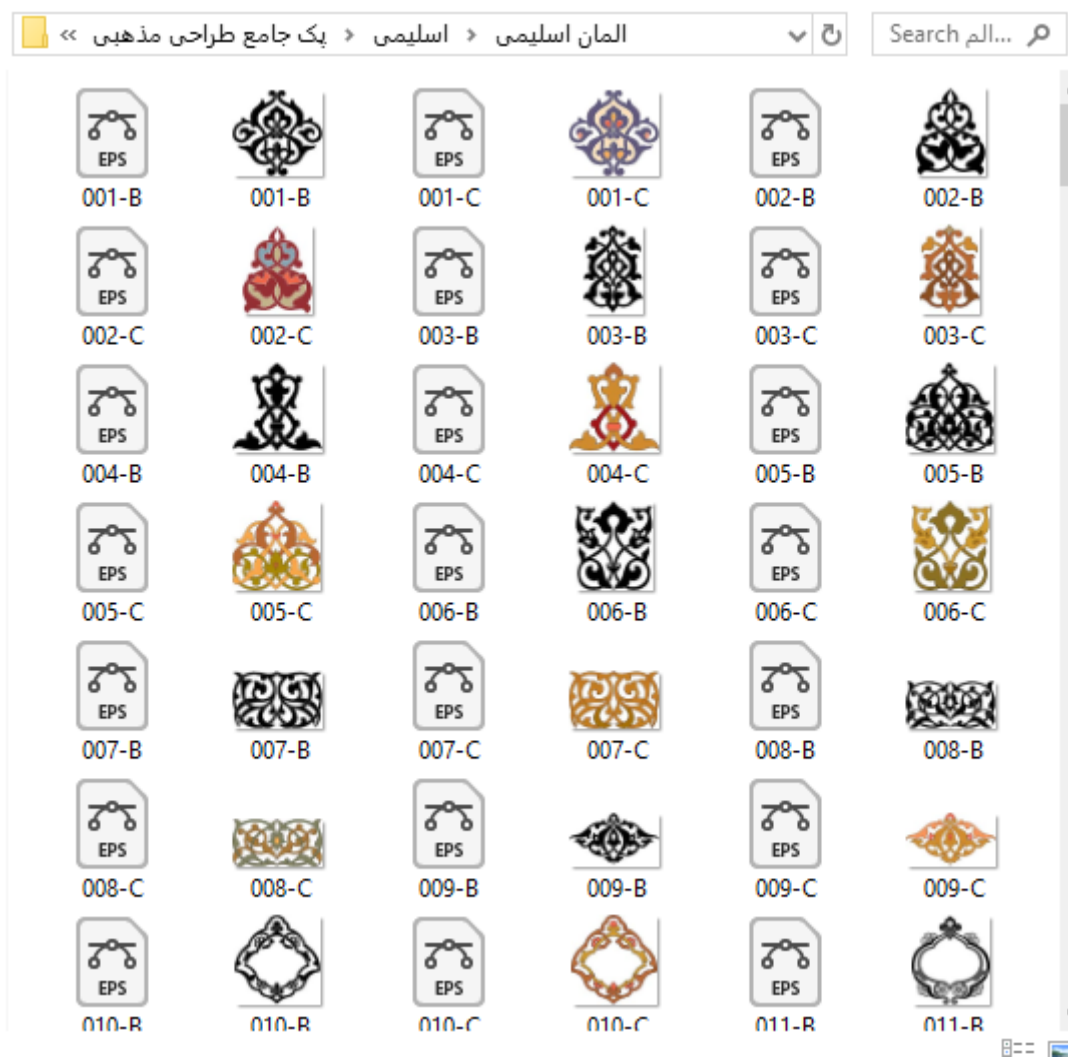 « پک جامع طراحی مذهبی › اسلیمی › المان اسلیمی
Search الم...
EPS EPS EPS
001-B 001-B 001-C 001-C 002-B 002-B
EPS EPS EPS
002-C 002-C 003-B 003-B 003-C 003-C
EPS EPS EPS
004-B 004-B 004-C 004-C 005-B 005-B
EPS EPS EPS
005-C 005-C 006-B 006-B 006-C 006-C
EPS EPS EPS
007-B 007-B 007-C 007-C 008-B 008-B
EPS EPS EPS
008-C 008-C 009-B 009-B 009-C 009-C
EPS EPS EPS
010-B 010-B 010-C 010-C 011-B 011-B